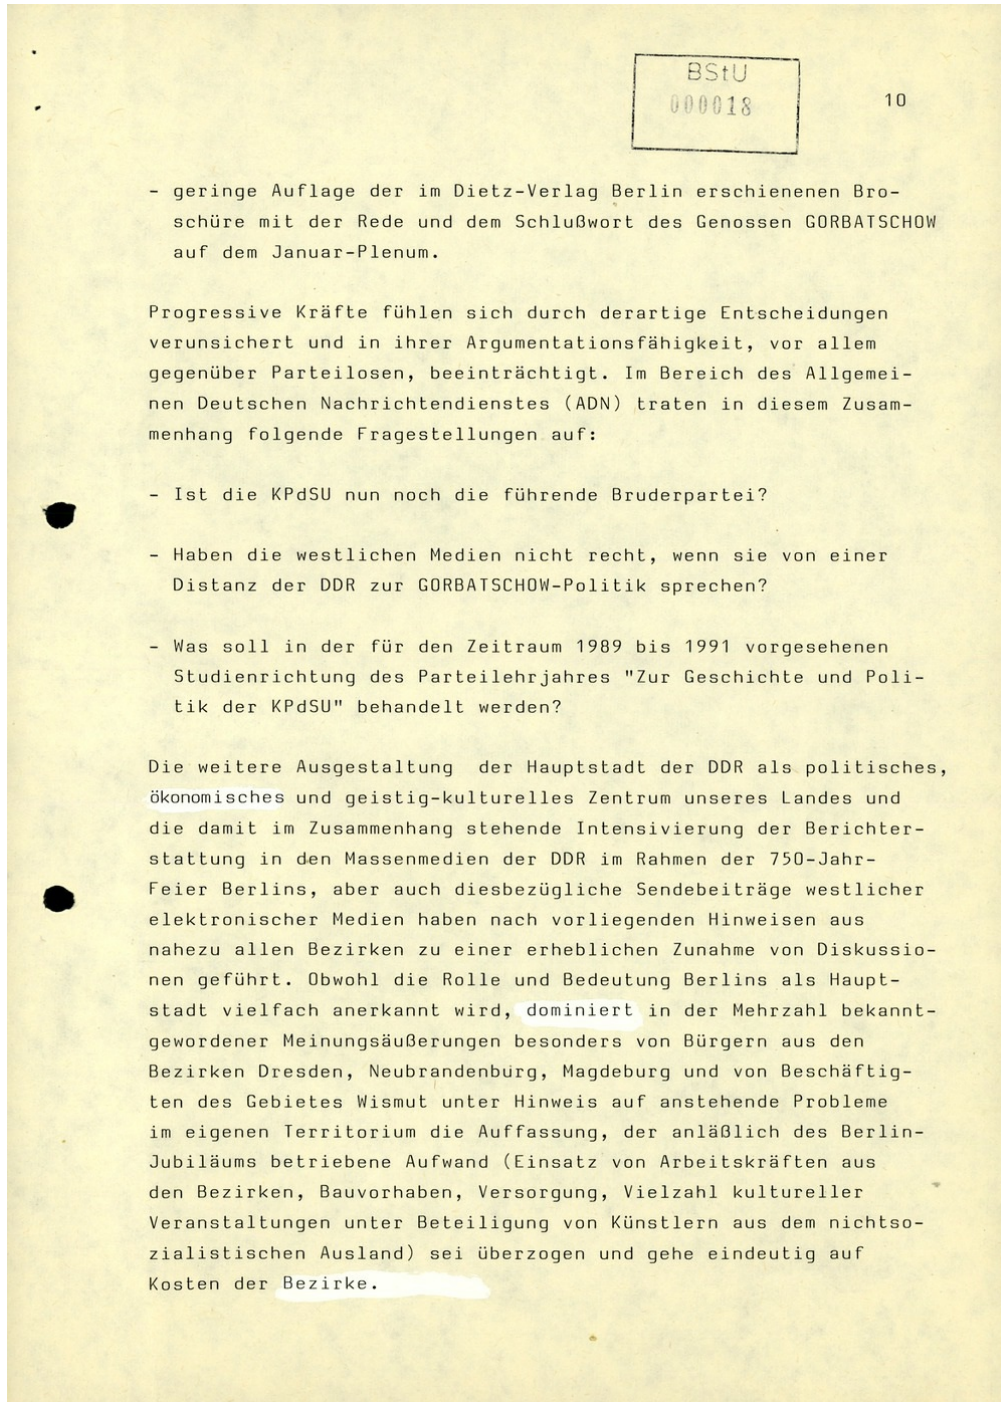 BStU
000018
10
- geringe Auflage der im Dietz-Verlag Berlin erschienenen Bro-
schüre mit der Rede und dem Schlußwort des Genossen GORBATSCHOW
auf dem Januar-Plenum.
Progressive Kräfte fühlen sich durch derartige Entscheidungen
verunsichert und in ihrer Argumentationsfähigkeit, vor allem
gegenüber Parteilosen, beeinträchtigt. Im Bereich des Allgemei-
nen Deutschen Nachrichtendienstes (ADN) traten in diesem Zusam-
menhang folgende Fragestellungen auf:
- Ist die KPdSU nun noch die führende Bruderpartei?
- Haben die westlichen Medien nicht recht, wenn sie von einer
Distanz der DDR zur GORBATSCHOW-Politik sprechen?
- Was soll in der für den Zeitraum 1989 bis 1991 vorgesehenen
Studienrichtung des Parteilehrjahres "Zur Geschichte und Poli-
tik der KPdSU" behandelt werden?
Die weitere Ausgestaltung der Hauptstadt der DDR als politisches,
ökonomisches und geistig-kulturelles Zentrum unseres Landes und
die damit im Zusammenhang stehende Intensivierung der Berichter-
stattung in den Massenmedien der DDR im Rahmen der 750-Jahr-
Feier Berlins, aber auch diesbezügliche Sendebeiträge westlicher
elektronischer Medien haben nach vorliegenden Hinweisen aus
nahezu allen Bezirken zu einer erheblichen Zunahme von Diskussio-
nen geführt. Obwohl die Rolle und Bedeutung Berlins als Haupt-
stadt vielfach anerkannt wird, dominiert in der Mehrzahl bekannt-
gewordener Meinungsäußerungen besonders von Bürgern aus den
Bezirken Dresden, Neubrandenburg, Magdeburg und von Beschäftig-
ten des Gebietes Wismut unter Hinweis auf anstehende Probleme
im eigenen Territorium die Auffassung, der anläßlich des Berlin-
Jubiläums betriebene Aufwand (Einsatz von Arbeitskräften aus
den Bezirken, Bauvorhaben, Versorgung, Vielzahl kultureller
Veranstaltungen unter Beteiligung von Künstlern aus dem nichtso-
zialistischen Ausland) sei überzogen und gehe eindeutig auf
Kosten der Bezirke.